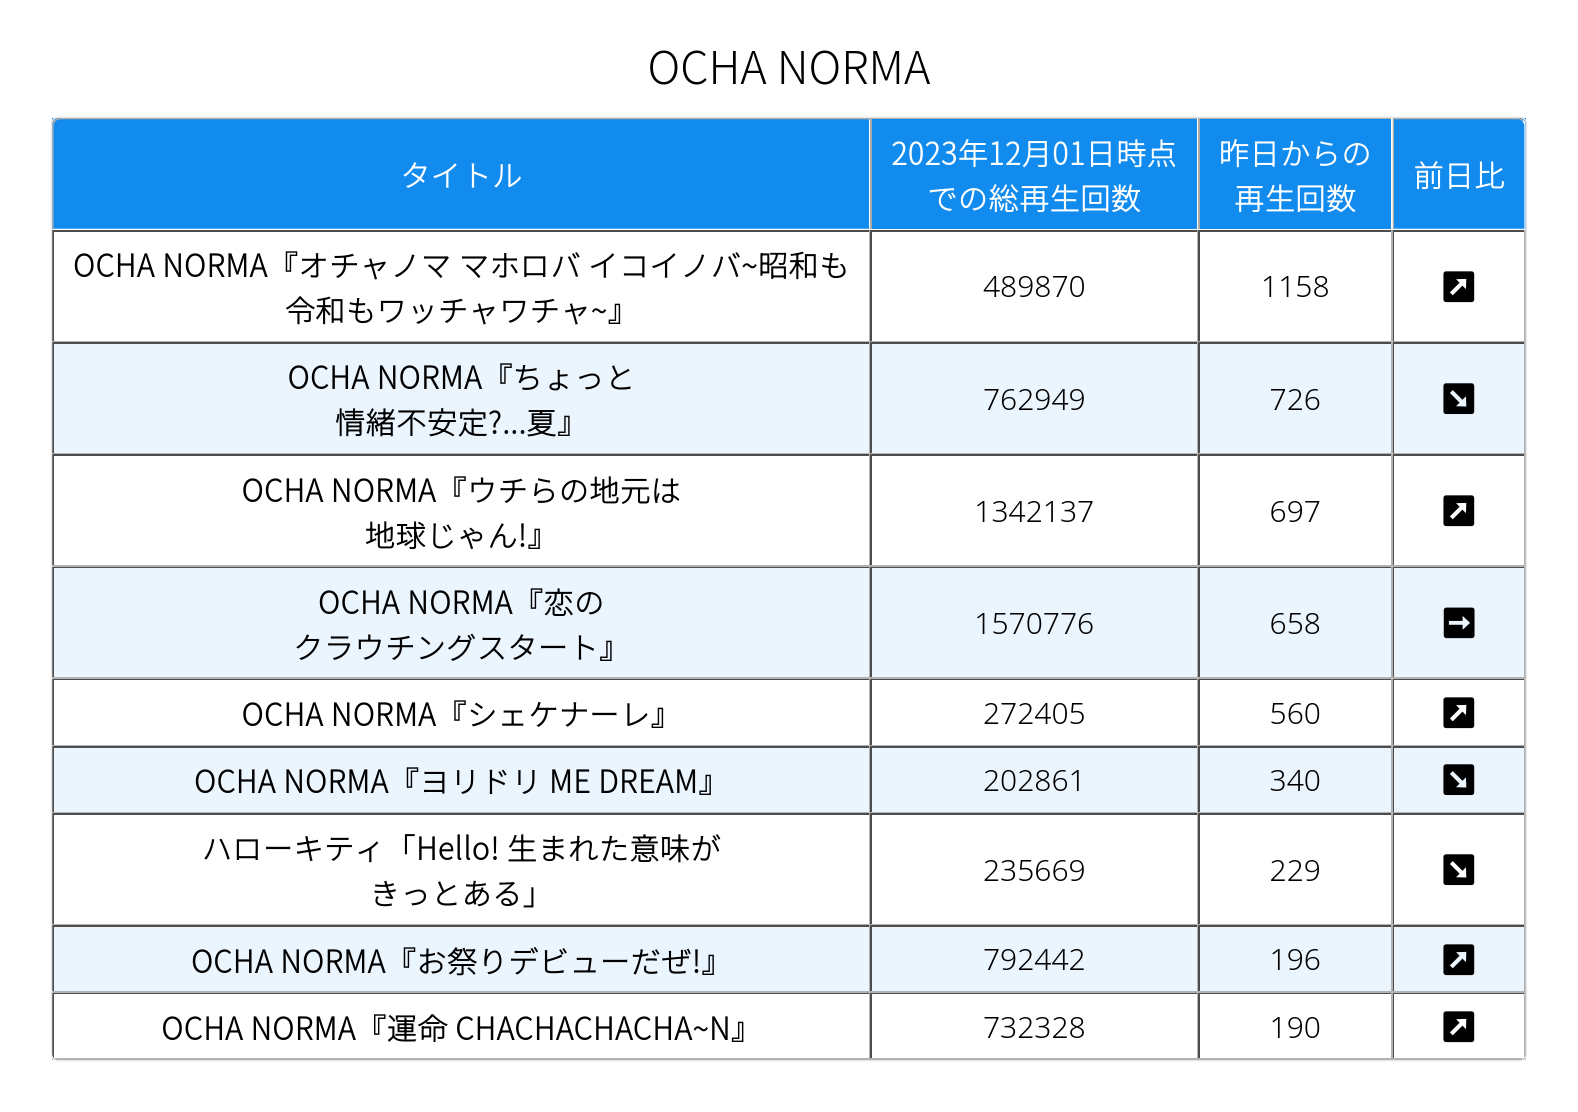 OCHA NORMA
タイトル
2023年12月01日時点
での総再生回数
昨日からの
再生回数
前日比
OCHA NORMA『オチャノマ マホロバ イコイノバ~昭和も
令和もワッチャワチャ~』
489870
1158
OCHA NORMA『ちょっと
情緒不安定?...夏』
762949
726
OCHA NORMA『ウチらの地元は
地球じゃん!』
1342137
697
OCHA NORMA『恋の
クラウチングスタート』
1570776
658
OCHA NORMA『シェケナーレ』
272405
560
OCHA NORMA『ヨリドリ ME DREAM』
202861
340
ハローキティ「Hello! 生まれた意味が
きっとある」
235669
229
OCHA NORMA『お祭りデビューだぜ!』
792442
196
OCHA NORMA『運命 CHACHACHACHA~N』
732328
190